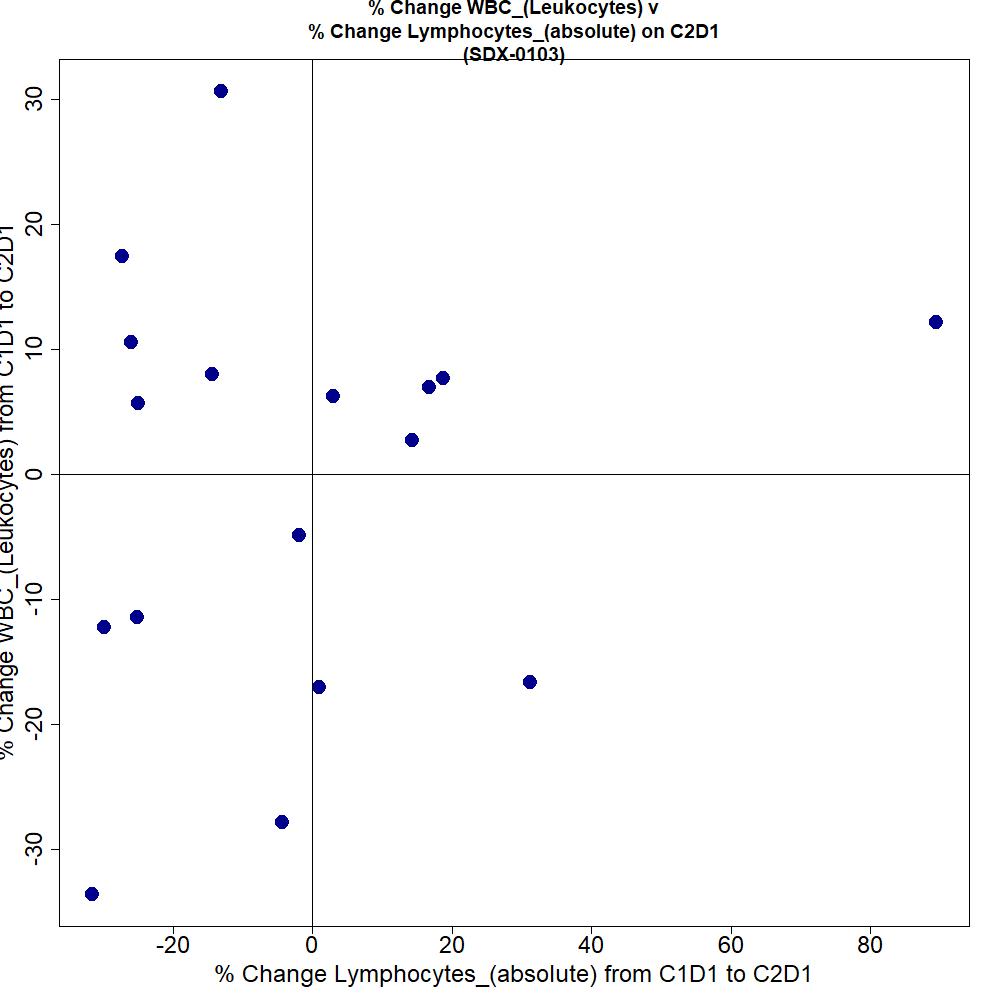 % Change WBC_(Leukocytes) v
% Change Lymphocytes_(absolute) on C2D1
(SDX-0103)
% Change WBC_(Leukocytes) from C1D1 to C2D1
30
20
10
0
-10
-20
-30
-20
0
20
40
60
80
% Change Lymphocytes_(absolute) from C1D1 to C2D1